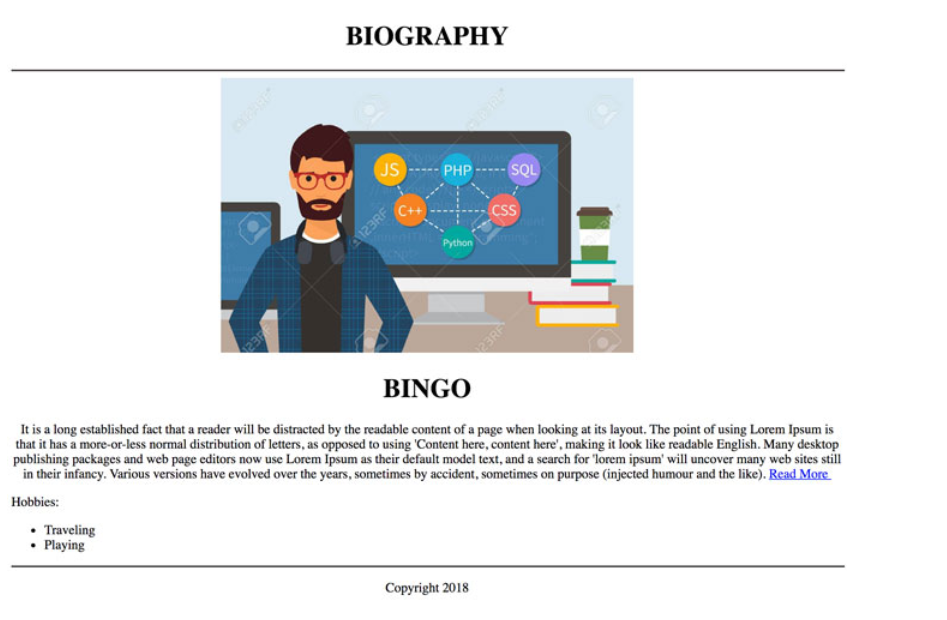 BIOGRAPHY
123RF
JS
PHP
SQL
C++
CSS
123RF
Python
123RF
123RF
BINGO
It is a long established fact that a reader will be distracted by the readable content of a page when looking at its layout. The point of using Lorem Ipsum is
that it has a more-or-less normal distribution of letters, as opposed to using 'Content here, content here', making it look like readable English. Many desktop
publishing packages and web page editors now use Lorem Ipsum as their default model text, and a search for 'lorem ipsum' will uncover many web sites still
in their infancy. Various versions have evolved over the years, sometimes by accident, sometimes on purpose (injected humour and the like). Read More
Hobbies:
• Traveling
• Playing
Copyright 2018